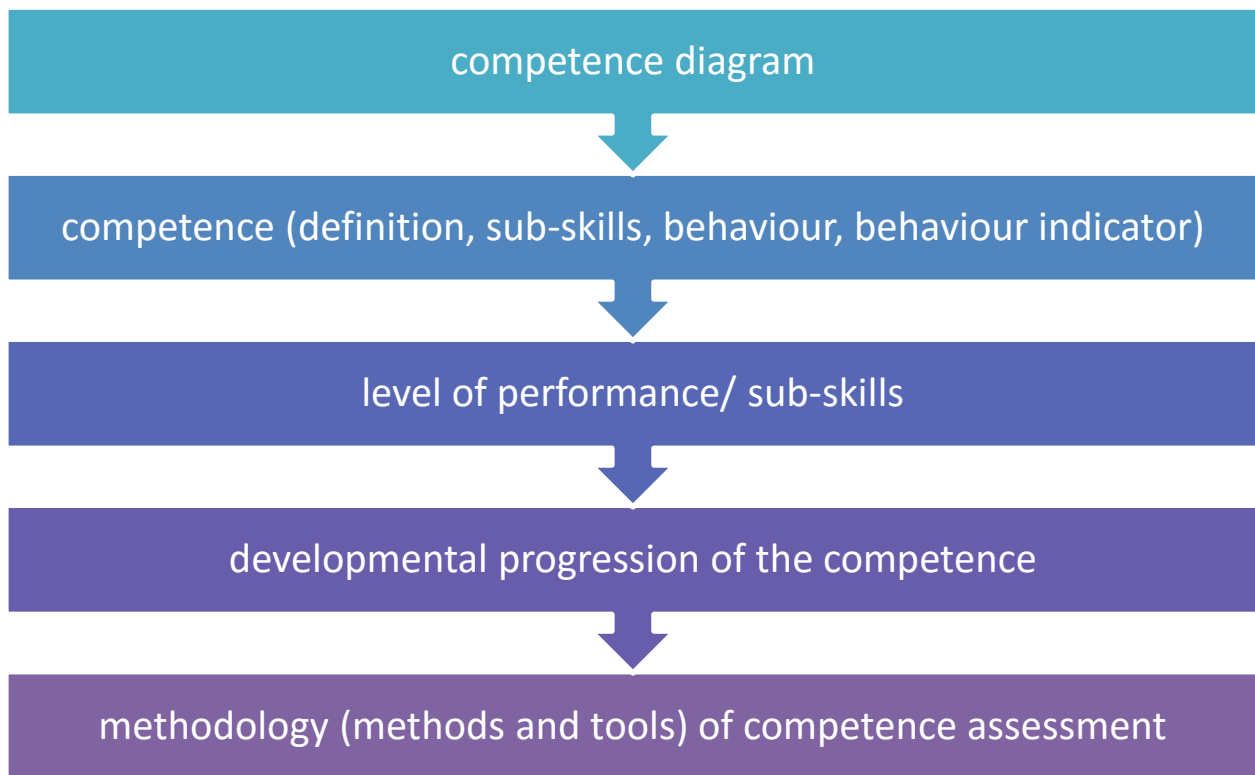 competence diagram
competence (definition, sub-skills, behaviour, behaviour indicator)
level of performance/ sub-skills
developmental progression of the competence
methodology (methods and tools) of competence assessment